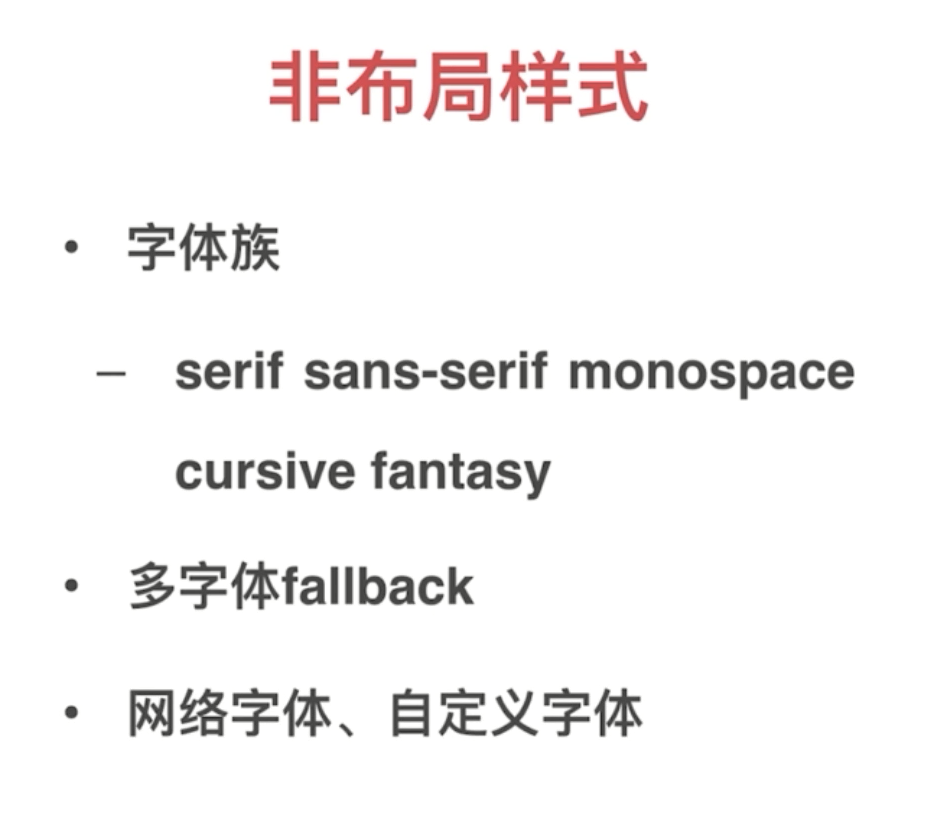 非布局样式
• 字体族
– serif sans-serif monospace
cursive fantasy
• 多字体fallback
• 网络字体、自定义字体